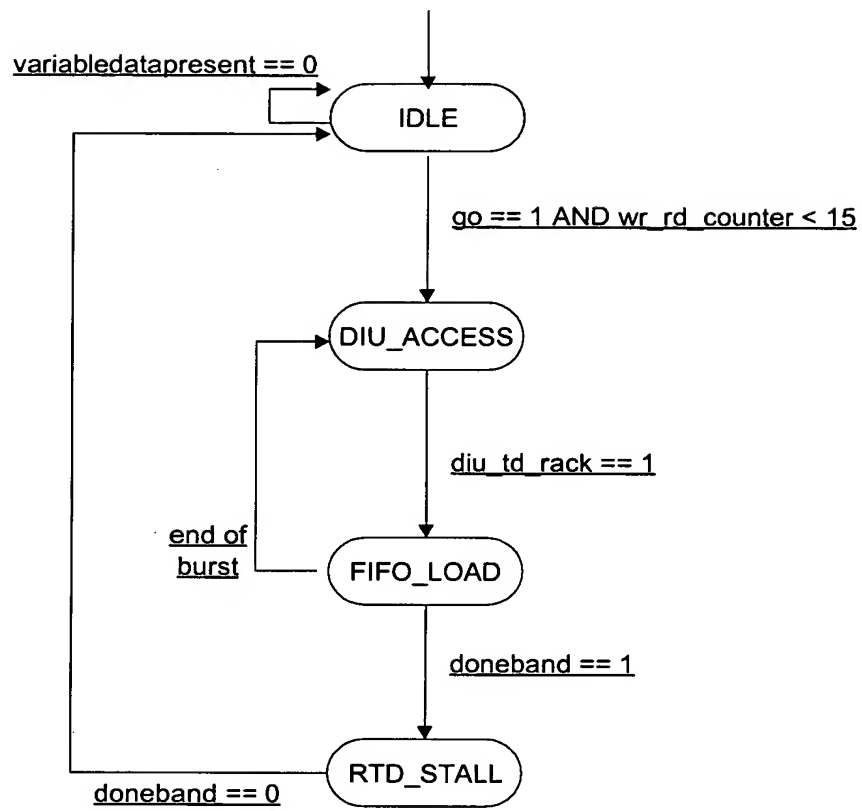 variabledatapresent == 0
IDLE
go == 1 AND wr_rd_counter < 15
DIU_ACCESS
diu_td_rack == 1
end of
burst
FIFO_LOAD
doneband == 1
RTD_STALL
doneband == 0